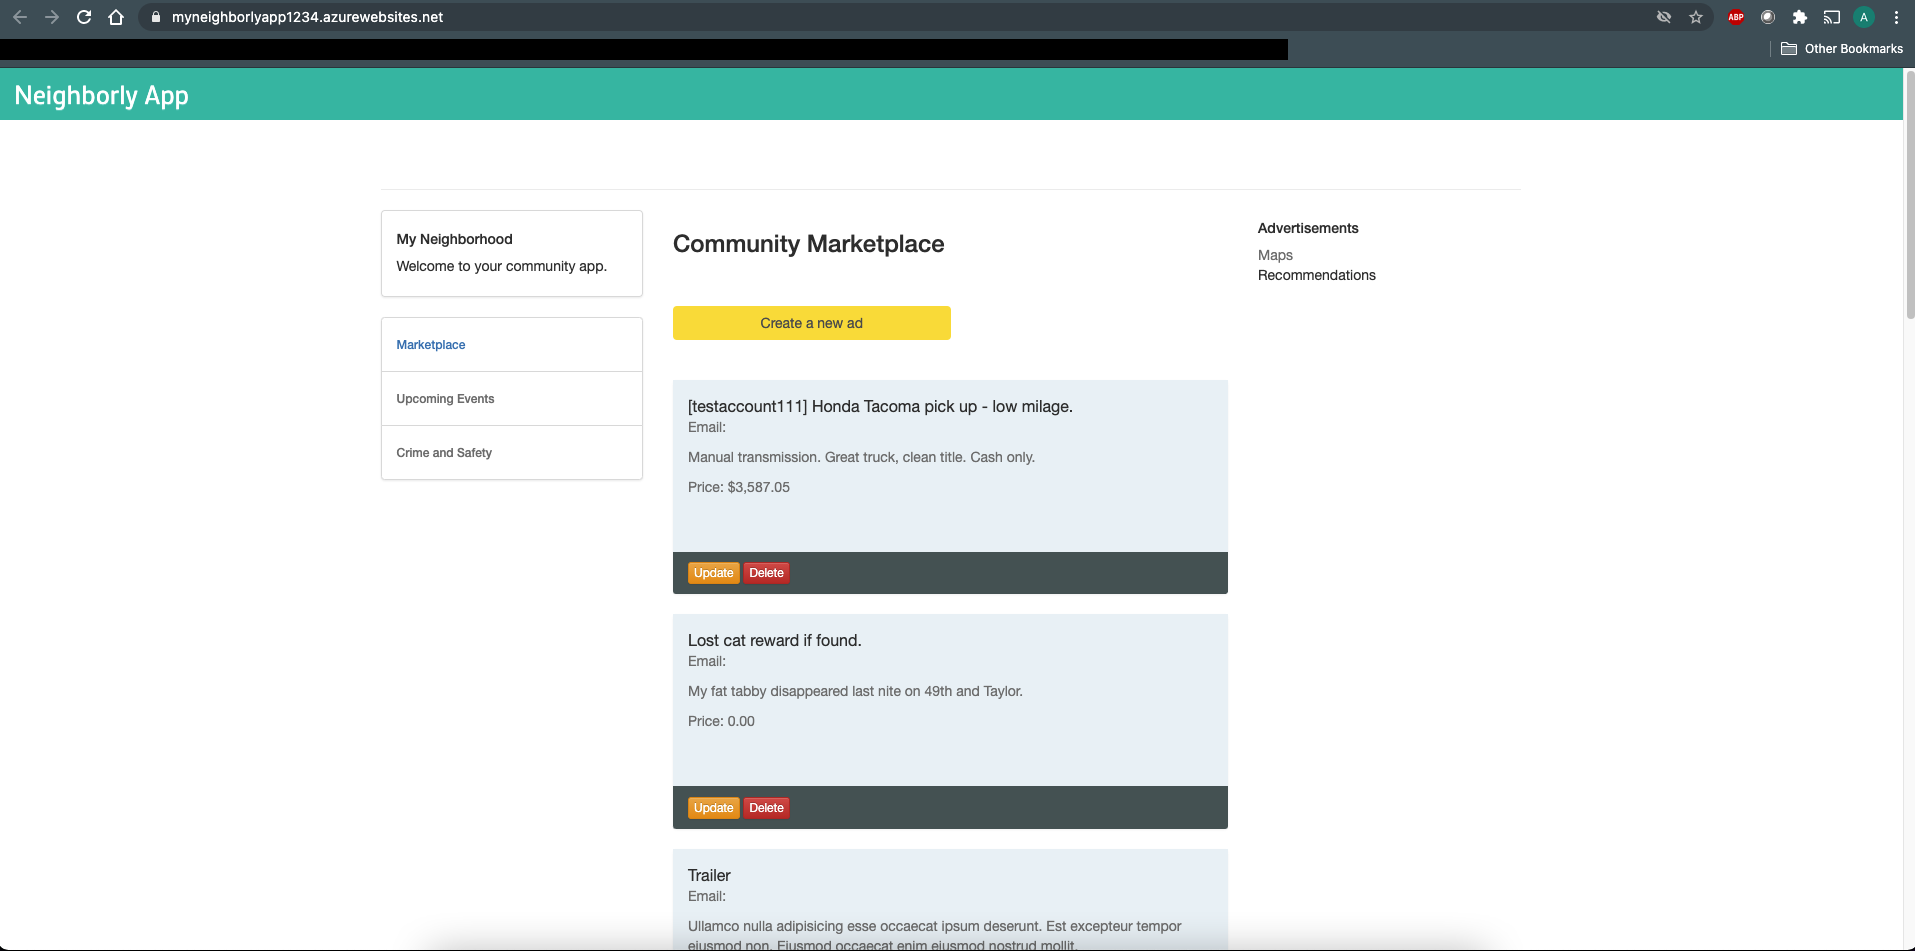 myneighborlyapp1234.azurewebsites.net
ABP
A
Other Bookmarks
Neighborly App
My Neighborhood
Welcome to your community app.
Marketplace
Upcoming Events
Crime and Safety
Community Marketplace
Create a new ad
[testaccount111] Honda Tacoma pick up - low milage.
Email:
Manual transmission. Great truck, clean title. Cash only.
Price: $3,587.05
Update Delete
Lost cat reward if found.
Email:
My fat tabby disappeared last nite on 49th and Taylor.
Price: 0.00
Update Delete
Trailer
Email:
Ullamco nulla adipisicing esse occaecat ipsum deserunt. Est excepteur tempor
eiusmod non. Eiusmod occaecat enim eiusmod nostrud mollit.
Advertisements
Maps
Recommendations